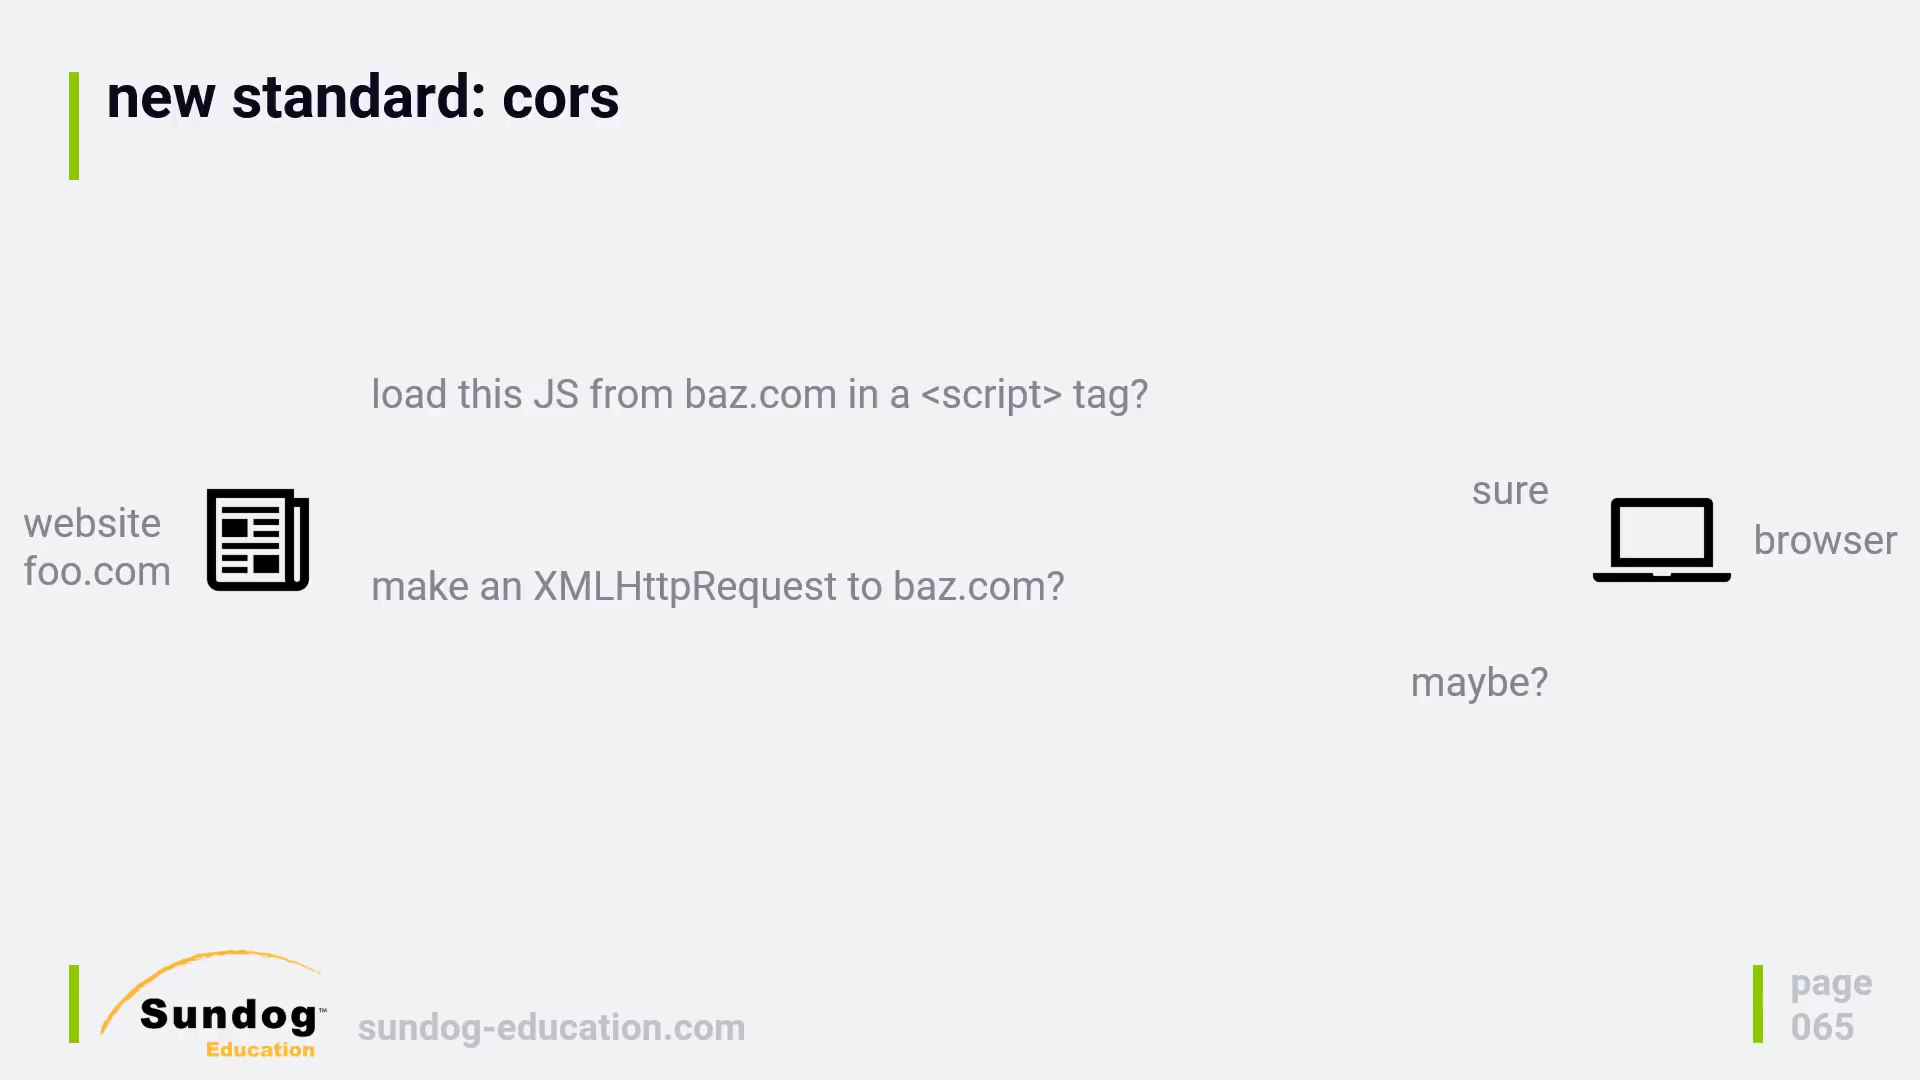 new standard: cors
load this JS from baz.com in a <script> tag?
sure
website
foo.com
browser
make an XMLHttpRequest to baz.com?
maybe?
Sundog™
Education
sundog-education.com
page
065